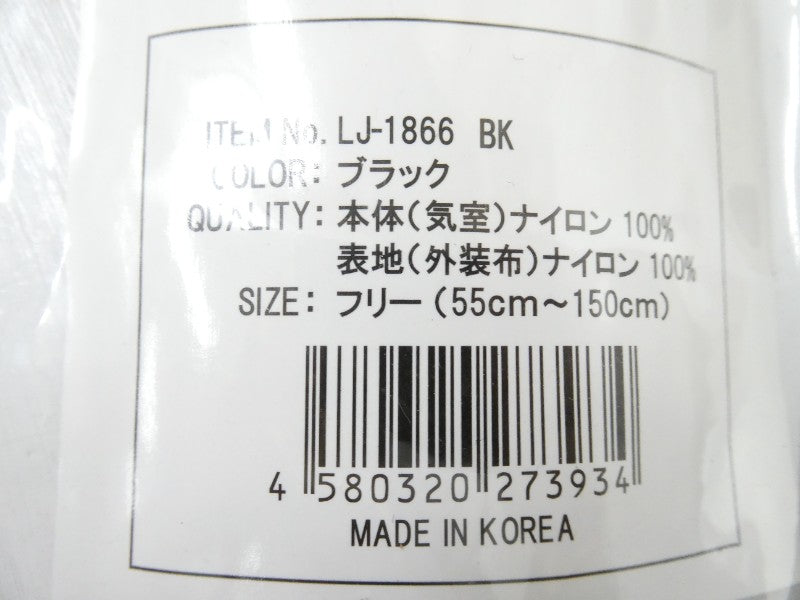 ITEM No. LJ-1866 BK
COLOR: ブラック
QUALITY: 本体(気室)ナイロン 100%
表地(外装布)ナイロン 100%
SIZE: フリー(55cm～150cm)
4 580320 273934
MADE IN KOREA